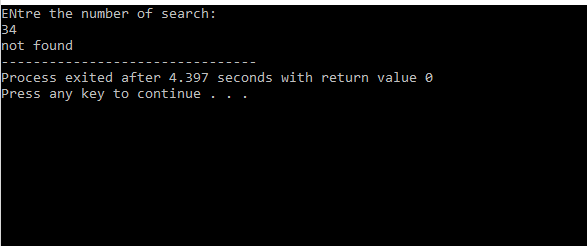 ENtre the number of search:
34
not found
--------------------------------
Process exited after 4.397 seconds with return value 0
Press any key to continue . . .